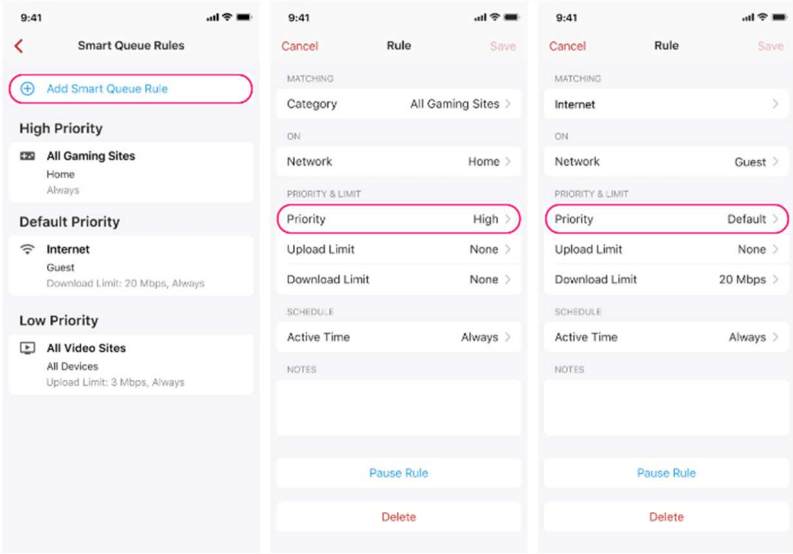 9:41
Smart Queue Rules
Add Smart Queue Rule
High Priority
All Gaming Sites
Home
Always
Default Priority
Internet
Guest
Download Limit: 20 Mbps, Always
Low Priority
All Video Sites
All Devices
Upload Limit: 3 Mbps, Always
9:41
Cancel Rule Save
MATCHING
Category All Gaming Sites
ON
Network Home
PRIORITY & LIMIT
Priority High
Upload Limit None
Download Limit None
SCHEDULE
Active Time Always
NOTES
Pause Rule
Delete
9:41
Cancel Rule Save
MATCHING
Internet
ON
Network Guest
PRIORITY & LIMIT
Priority Default
Upload Limit None
Download Limit 20 Mbps
SCHEDULE
Active Time Always
NOTES
Pause Rule
Delete